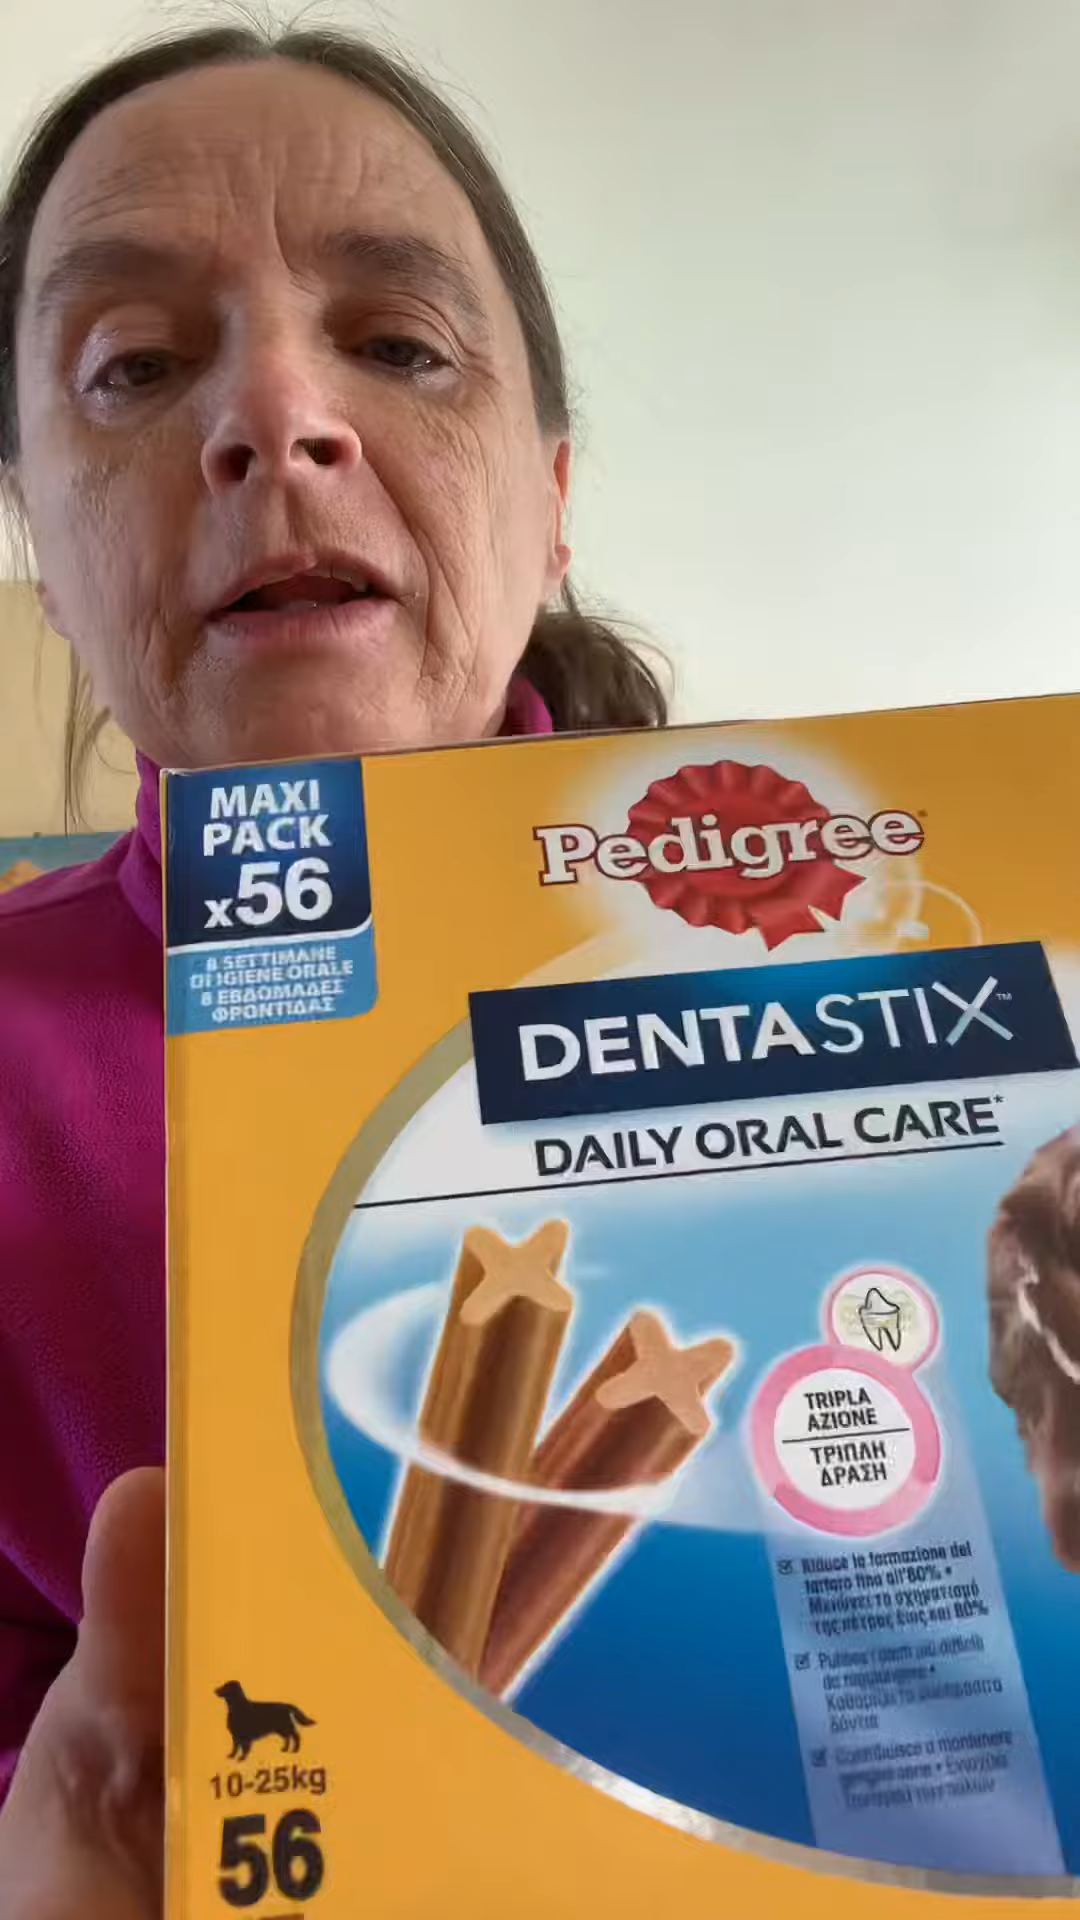 MAXI
PACK
x56
8 SETTIMANE
DI IGIENE ORALE
8 ΕΒΔΟΜΑΔΕΣ
ΦΡΟΝΤΙΔΑΣ
Pedigree
DENTASTIX™
DAILY ORAL CARE*
TRIPLA
AZIONE
ΤΡΙΠΛΗ
ΔΡΑΣΗ
Riduce la formazione del
tartaro fino all'80% •
Μειώνει το σχηματισμό
της πέτρας έως και 80%
10-25kg
56